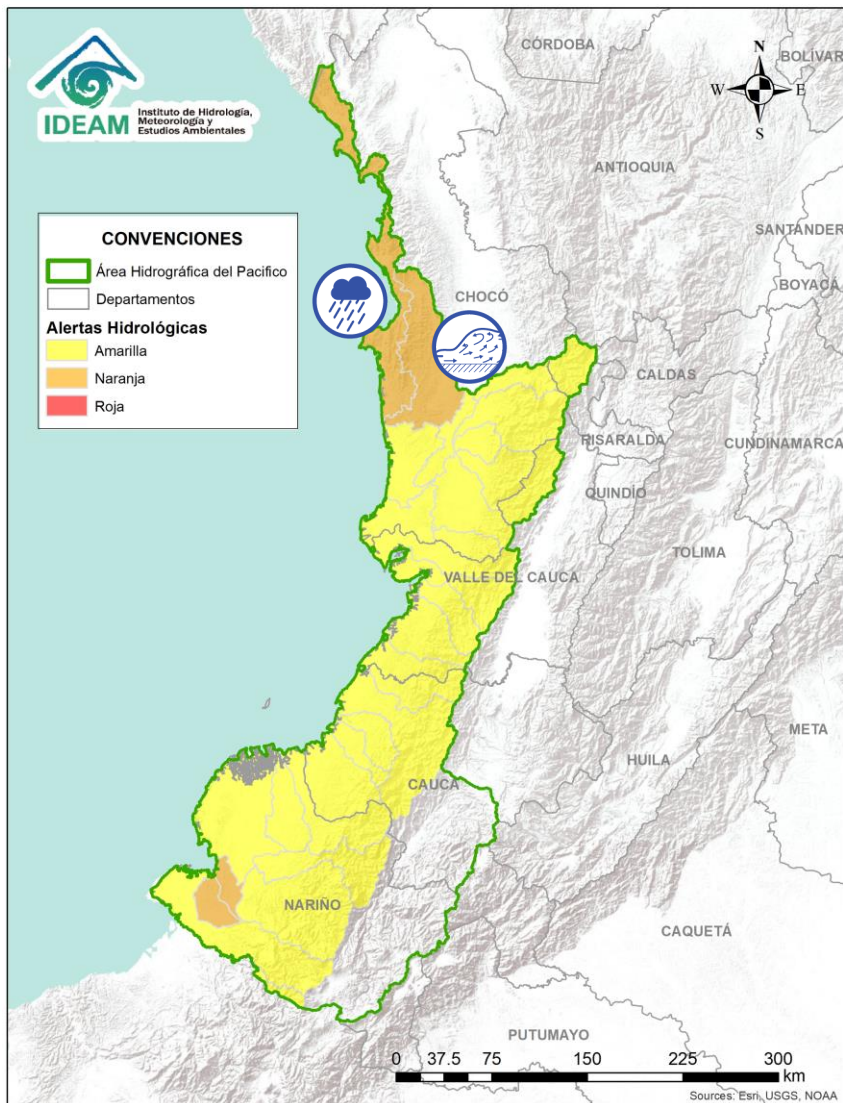 IDEAM
Instituto de Hidrología,
Meteorología y
Estudios Ambientales
CÓRDOBA
BOLÍVAR
N
W
E
S
ANTIOQUIA
SANTANDER
BOYACÁ
CONVENCIONES
Área Hidrográfica del Pacifico
Departamentos
Alertas Hidrológicas
Amarilla
Naranja
Roja
CHOCÓ
CALDAS
RISARALDA
CUNDINAMARCA
QUINDÍO
TOLIMA
VALLE DEL CAUCA
META
HUILA
CAUCA
NARIÑO
CAQUETÁ
PUTUMAYO
0 37.5 75 150 225 300
km
Sources: Esri, USGS, NOAA